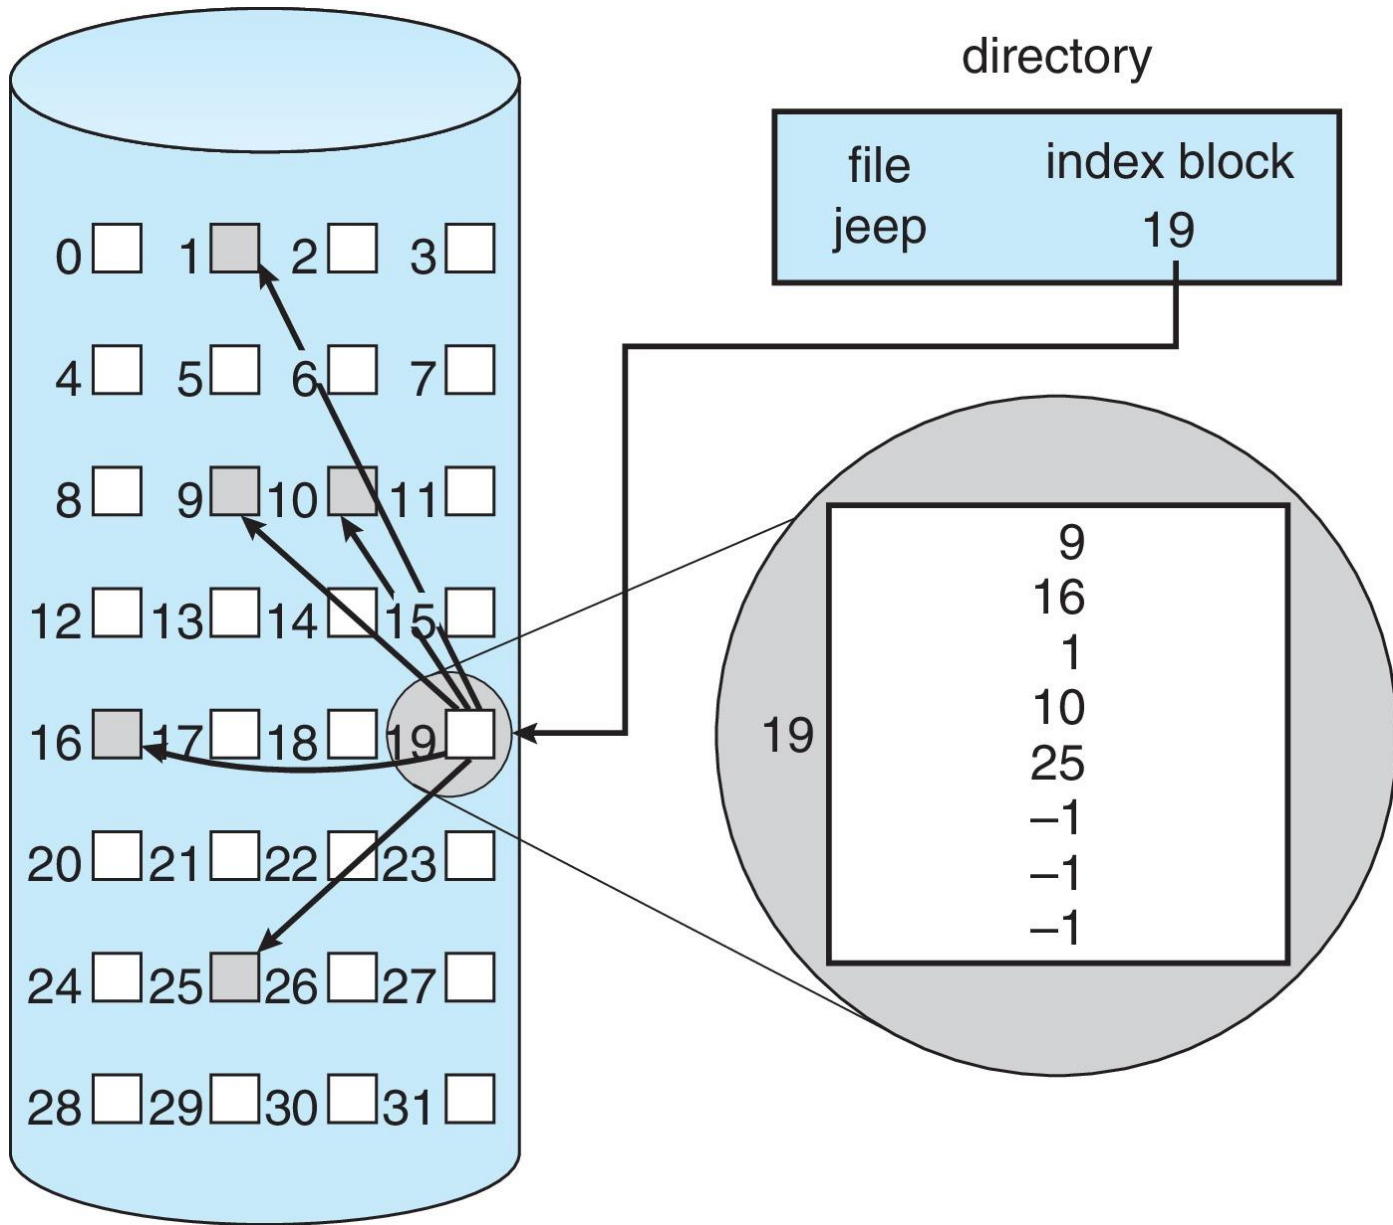 directory
file index block
jeep 19
0 1 2 3
4 5 6 7
8 9 10 11
12 13 14 15
16 17 18 19
20 21 22 23
24 25 26 27
28 29 30 31
19
9
16
1
10
25
–1
–1
–1